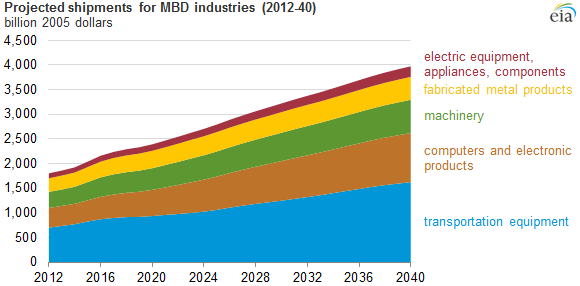 Projected shipments for MBD industries (2012-40)
billion 2005 dollars
eia
4,500
4,000
3,500
3,000
2,500
2,000
1,500
1,000
500
0
2012 2016 2020 2024 2028 2032 2036 2040
electric equipment,
appliances, components
fabricated metal products
machinery
computers and electronic
products
transportation equipment